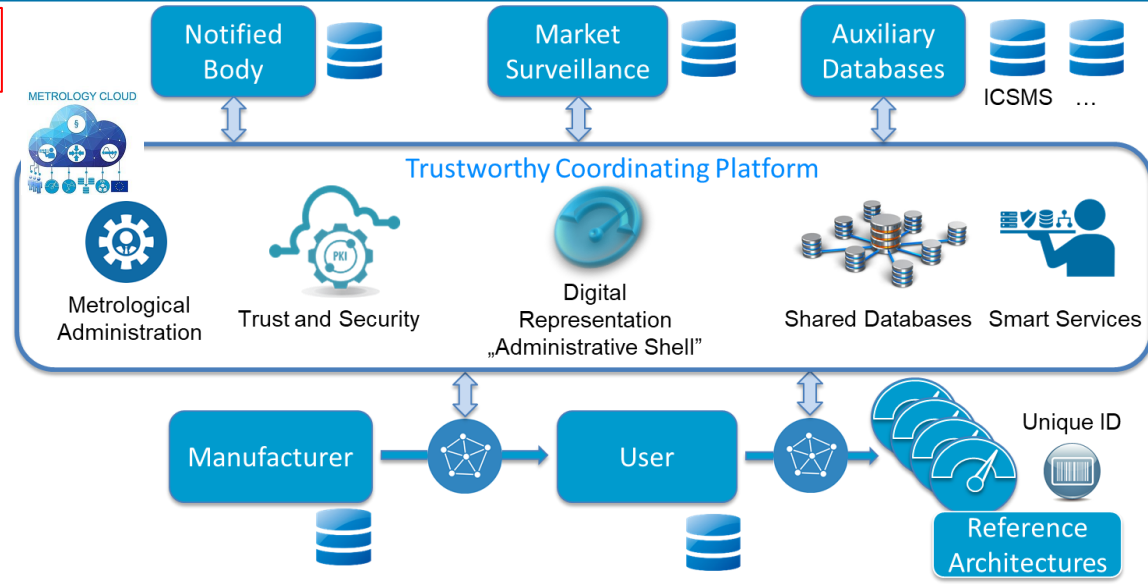 Notified
Body
Market
Surveillance
Auxiliary
Databases
ICSMS
...
METROLOGY CLOUD
§
Trustworthy Coordinating Platform
PKI
Metrological
Administration
Trust and Security
Digital
Representation
„Administrative Shell”
Shared Databases
Smart Services
Manufacturer
User
Unique ID
Reference
Architectures